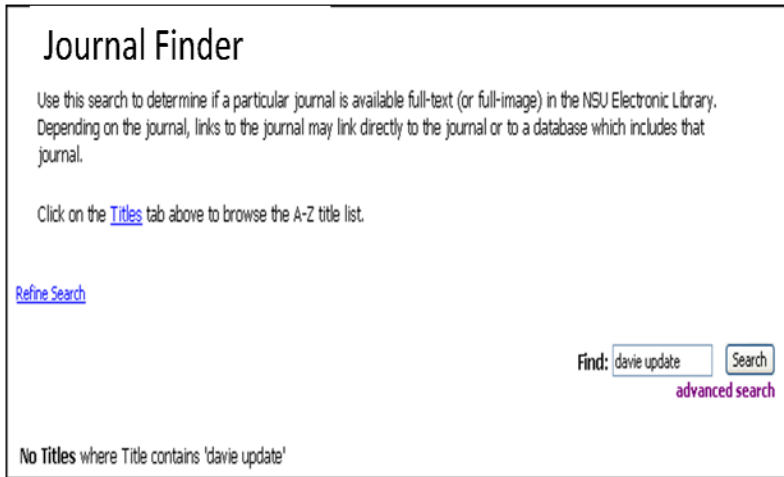 Journal Finder
Use this search to determine if a particular journal is available full-text (or full-image) in the NSU Electronic Library.
Depending on the journal, links to the journal may link directly to the journal or to a database which includes that
journal.
Click on the Titles tab above to browse the A-Z title list.
Refine Search
Find: davie update Search
advanced search
No Titles where Title contains 'davie update'